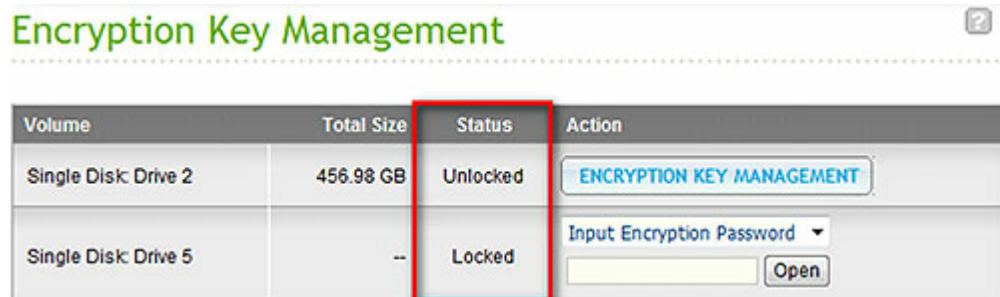 Encryption Key Management
?
Volume Total Size Status Action
Single Disk: Drive 2 456.98 GB Unlocked ENCRYPTION KEY MANAGEMENT
Single Disk: Drive 5 -- Locked Input Encryption Password
Open